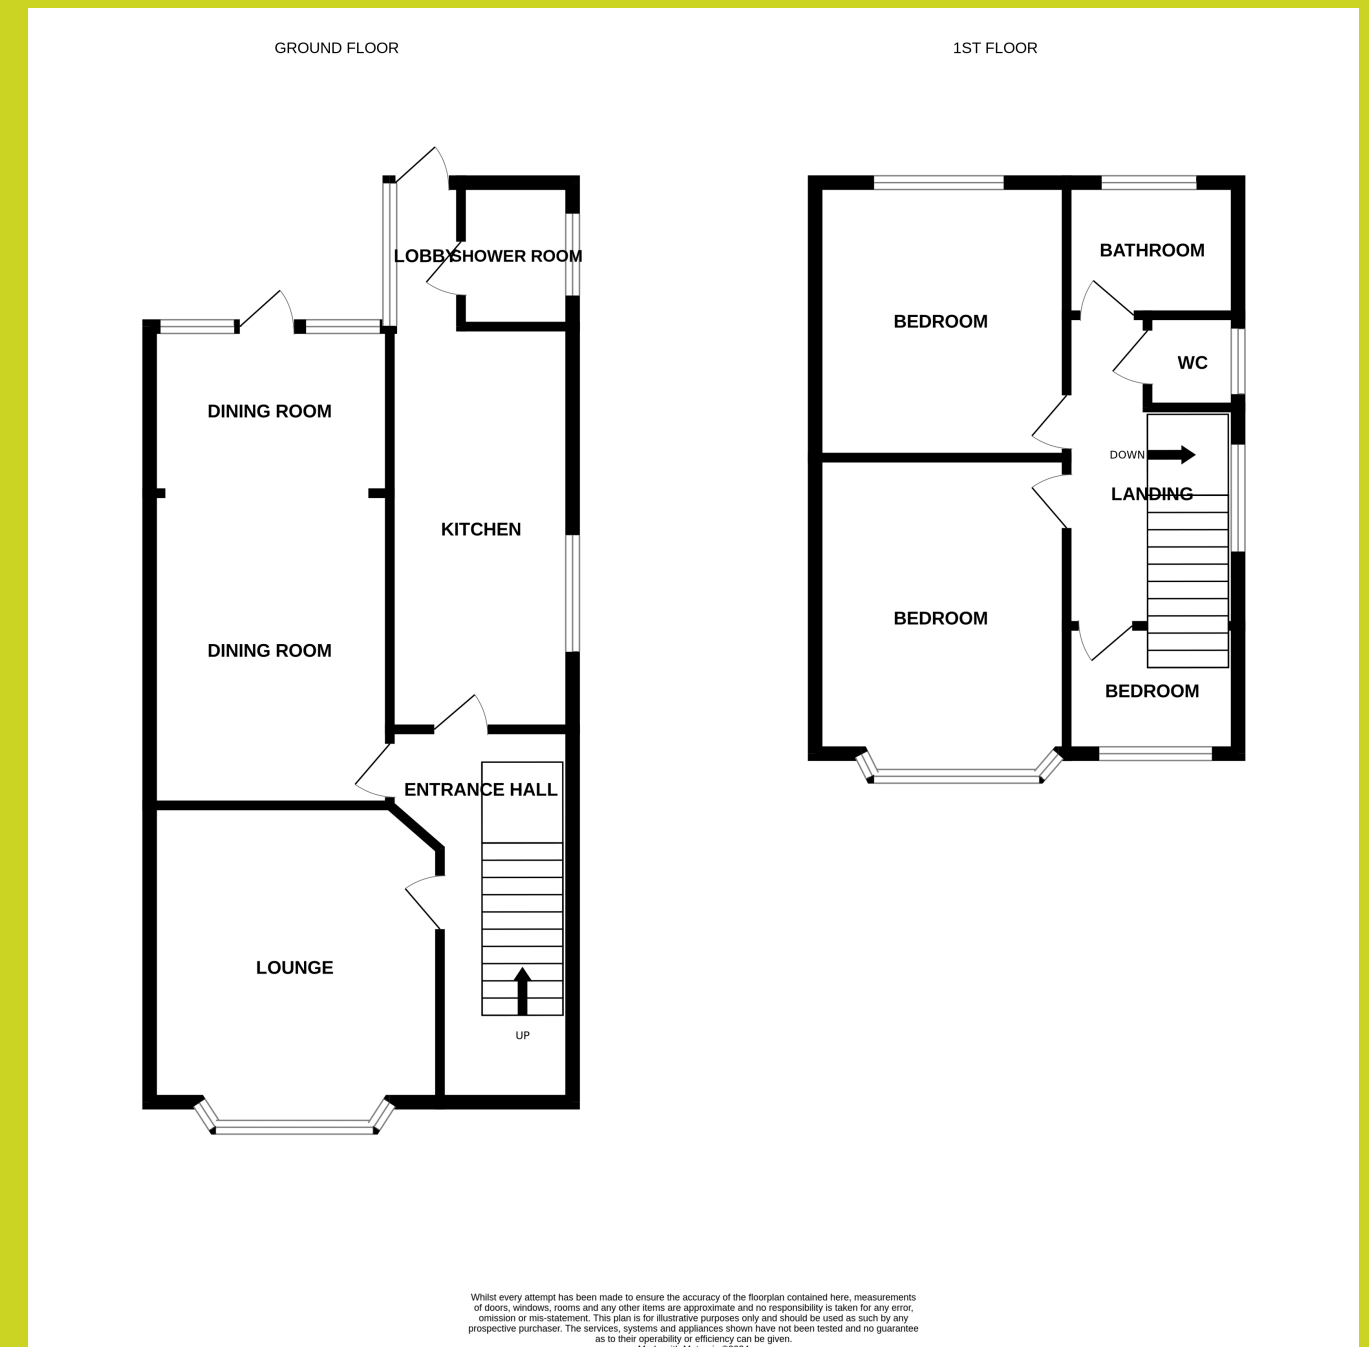 GROUND FLOOR
1ST FLOOR
LOBBY
SHOWER ROOM
DINING ROOM
KITCHEN
DINING ROOM
ENTRANCE HALL
LOUNGE
UP
BATHROOM
BEDROOM
WC
DOWN
LANDING
BEDROOM
BEDROOM
Whilst every attempt has been made to ensure the accuracy of the floorplan contained here, measurements
of doors, windows, rooms and any other items are approximate and no responsibility is taken for any error,
omission or mis-statement. This plan is for illustrative purposes only and should be used as such by any
prospective purchaser. The services, systems and appliances shown have not been tested and no guarantee
as to their operability or efficiency can be given.